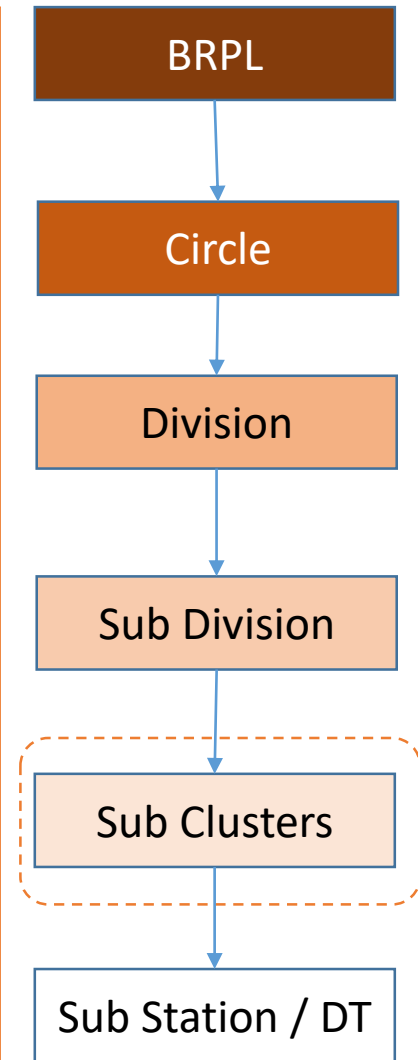 BRPL
Circle
Division
Sub Division
Sub Clusters
Sub Station / DT